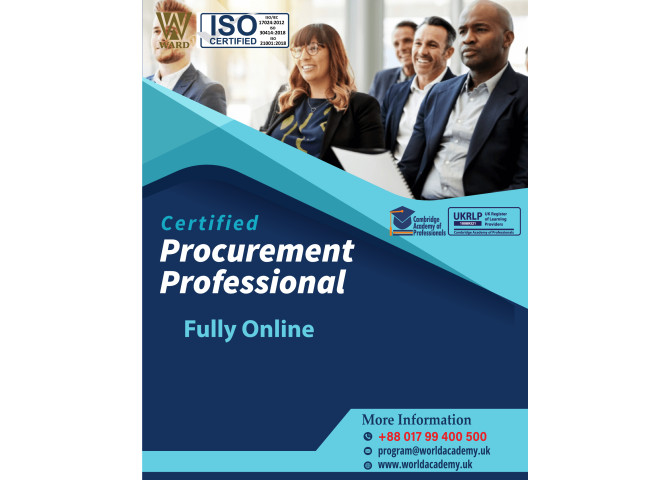 WARD
ISO
CERTIFIED
ISO/IEC
17024:2012
ISO
30414:2018
ISO
21001:2018
Cambridge
Academy of
Professionals
UKRLP
UK Register
of Learning
Providers
Cambridge Academy of Professionals
Certified
Procurement
Professional
Fully Online
More Information
+88 017 99 400 500
program@worldacademy.uk
www.worldacademy.uk